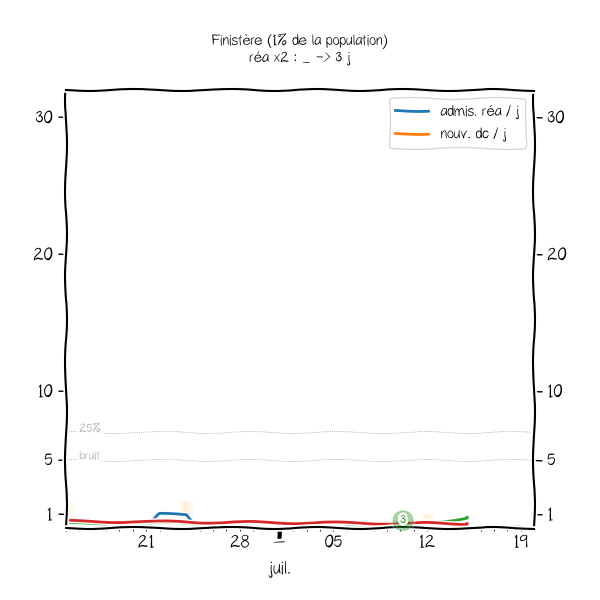 Finistère (1% de la population)
réa x2 : _ -> 3 j
admis. réa / j
nouv. dc / j
30
30
20
20
10
10
25%
5
bruit
5
1
3
1
21
28
05
12
19
juil.